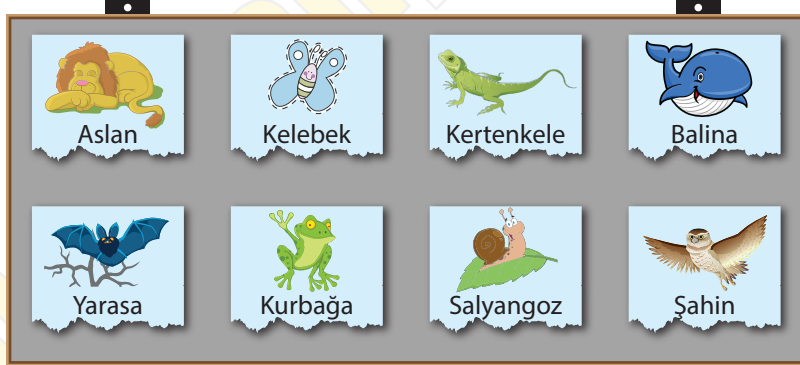 Aslan
Kelebek
Kertenkele
Balina
Yarasa
Kurbağa
Salyangoz
Şahin